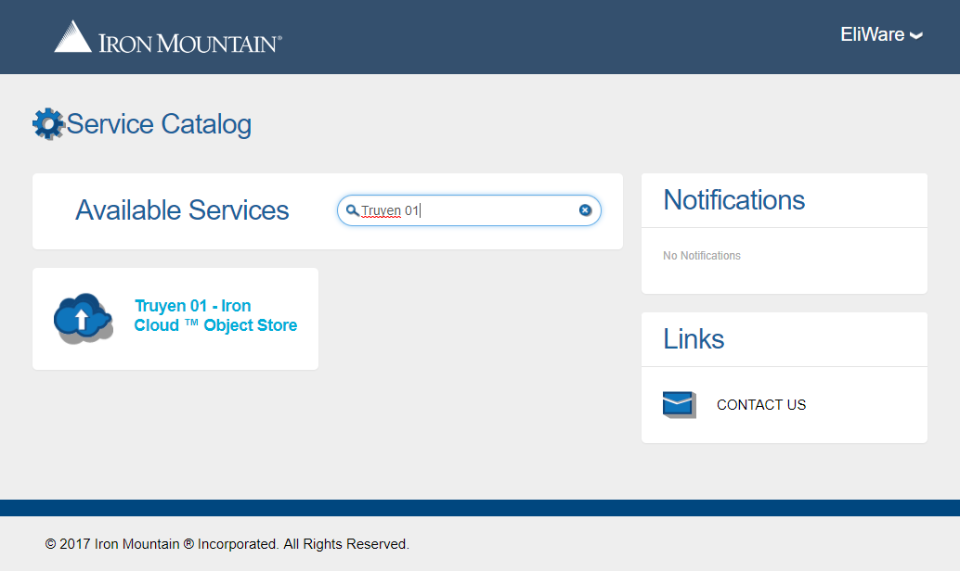 IRON MOUNTAIN®
EliWare
Service Catalog
Available Services
Truyen 01
Truyen 01 - Iron
Cloud ™ Object Store
Notifications
No Notifications
Links
CONTACT US
© 2017 Iron Mountain ® Incorporated. All Rights Reserved.